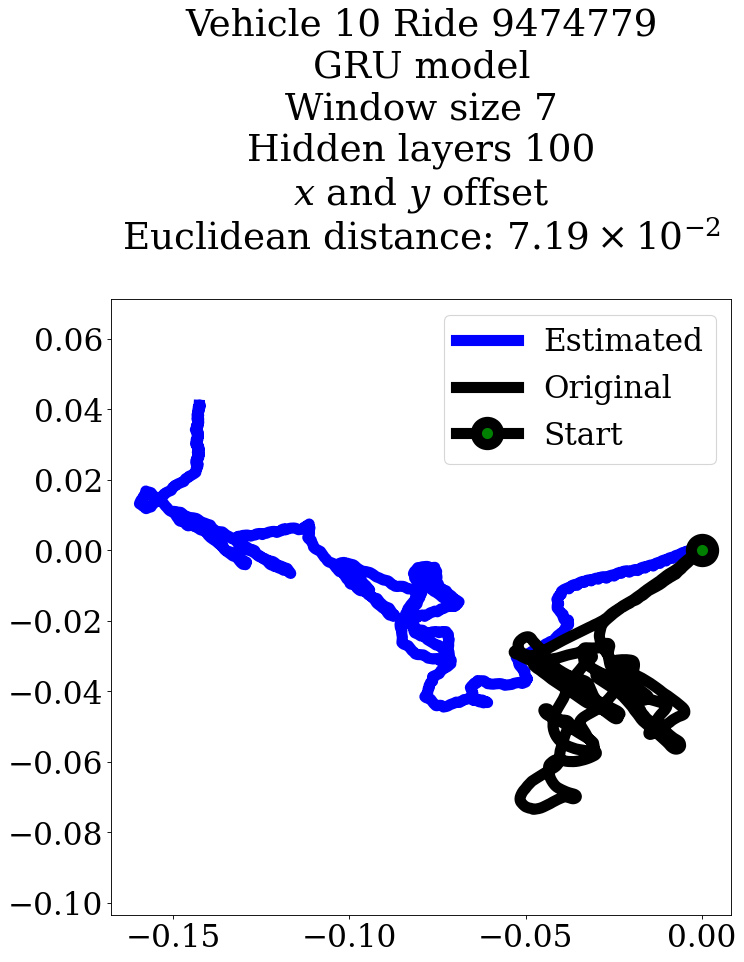 Vehicle 10 Ride 9474779
GRU model
Window size 7
Hidden layers 100
x and y offset
Euclidean distance: 7.19 × 10⁻²
Estimated
Original
Start
0.06
0.04
0.02
0.00
−0.02
−0.04
−0.06
−0.08
−0.10
−0.15 −0.10 −0.05 0.00